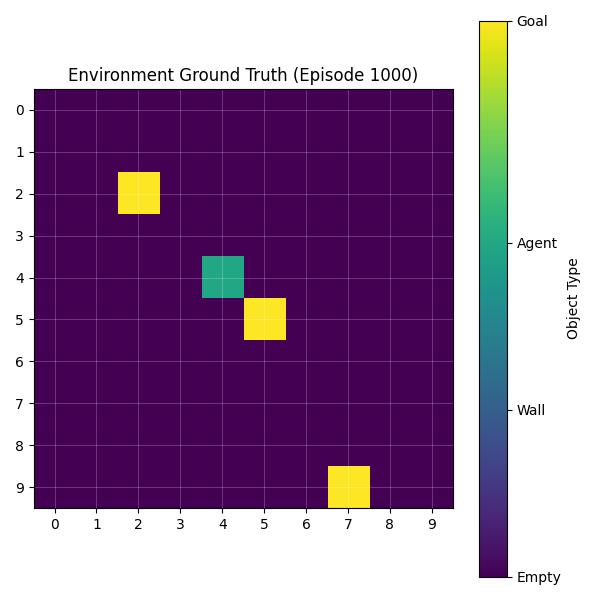 Environment Ground Truth (Episode 1000)
0
1
2
3
4
5
6
7
8
9
0 1 2 3 4 5 6 7 8 9
Goal
Agent
Wall
Empty
Object Type